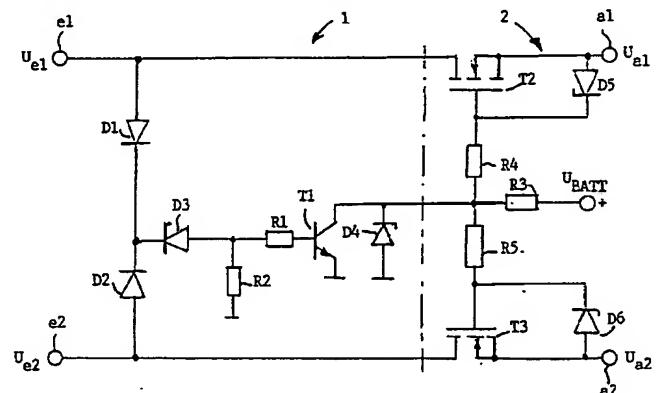 e1
1
2
a1
Ue1
Ua1
T2
D5
D1
R4
UBATT
R3
+
D3
T1
R1
D4
D2
R2
R5
e2
T3
D6
Ue2
Ua2
a2